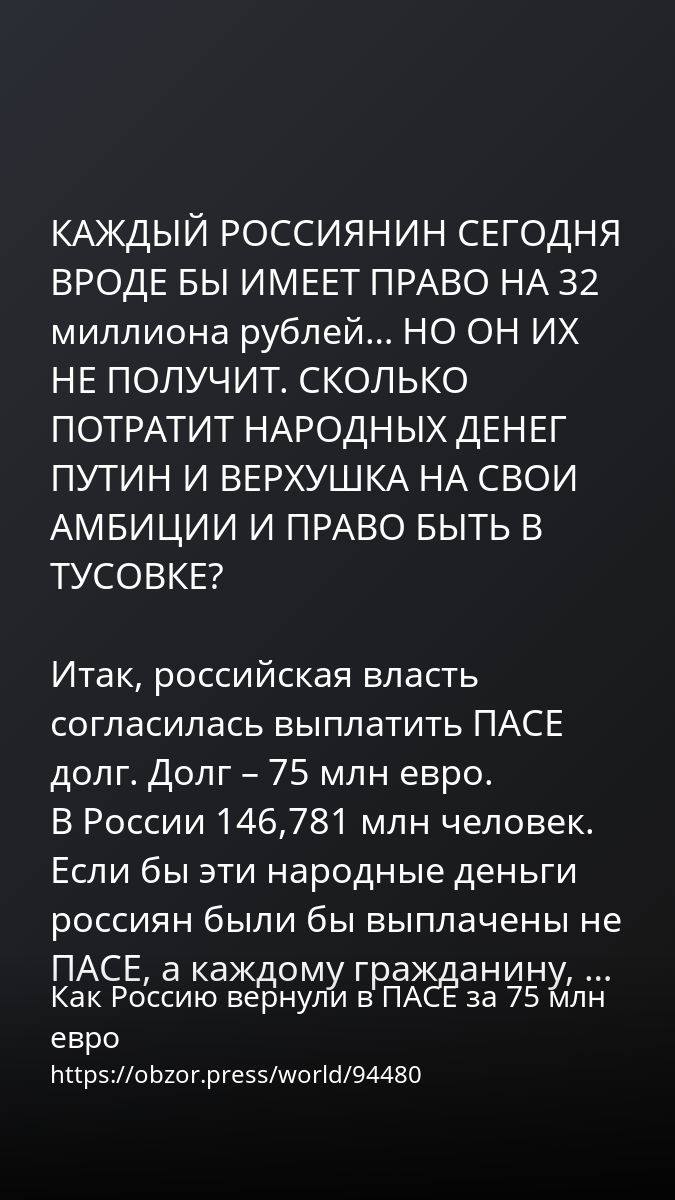 КАЖДЫЙ РОССИЯНИН СЕГОДНЯ
ВРОДЕ БЫ ИМЕЕТ ПРАВО НА 32
миллиона рублей... НО ОН ИХ
НЕ ПОЛУЧИТ. СКОЛЬКО
ПОТРАТИТ НАРОДНЫХ ДЕНЕГ
ПУТИН И ВЕРХУШКА НА СВОИ
АМБИЦИИ И ПРАВО БЫТЬ В
ТУСОВКЕ?
Итак, российская власть
согласилась выплатить ПАСЕ
долг. Долг – 75 млн евро.
В России 146,781 млн человек.
Если бы эти народные деньги
россиян были бы выплачены не
ПАСЕ, а каждому гражданину, ...
Как Россию вернули в ПАСЕ за 75 млн
евро
https://obzor.press/world/94480